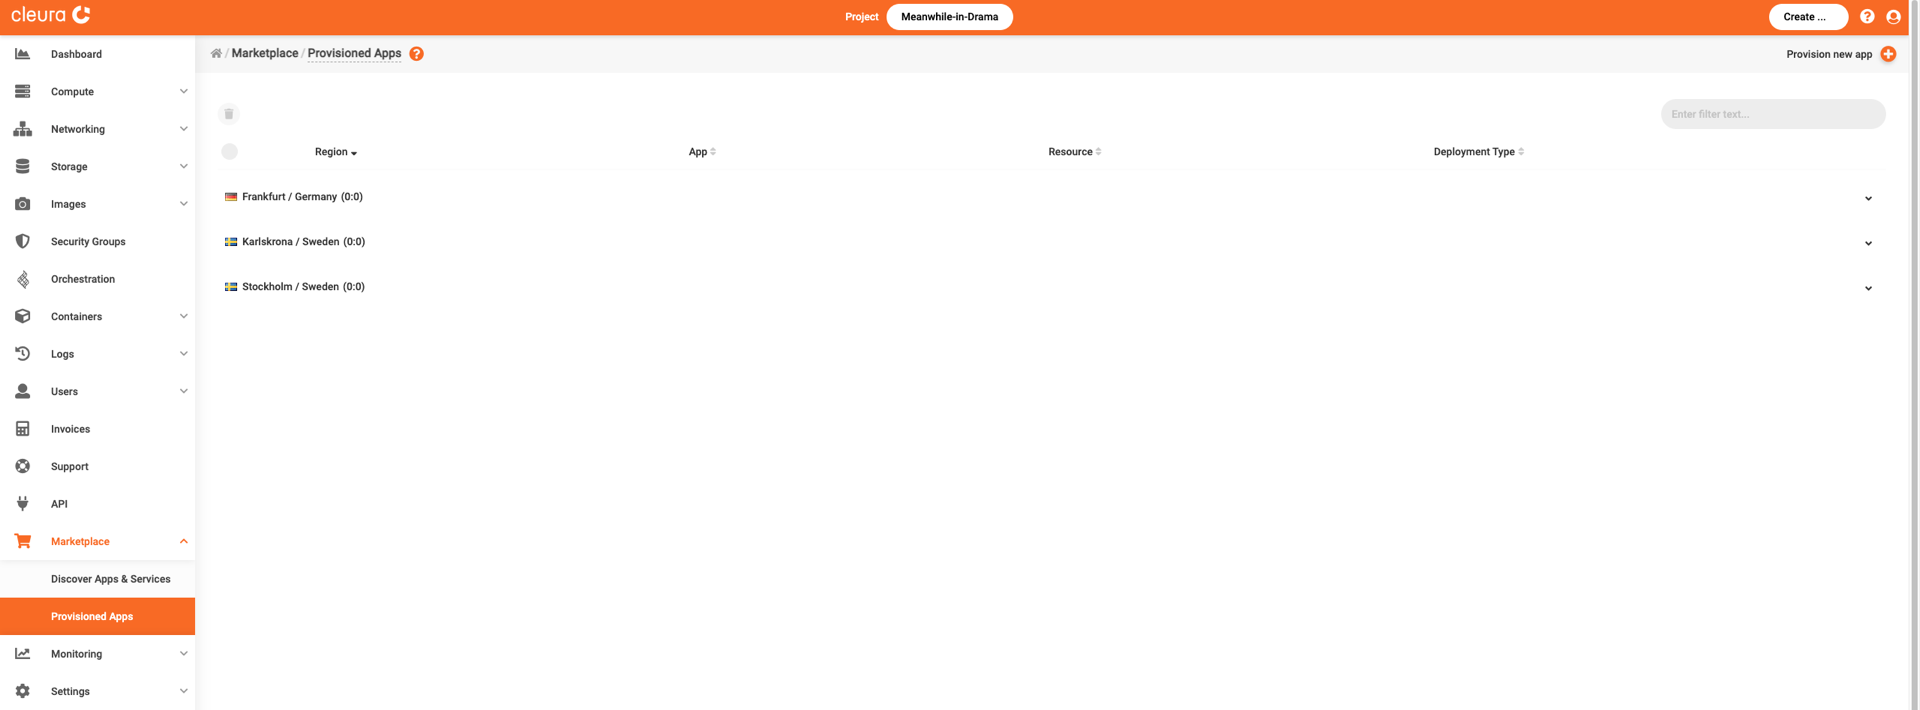 cleura
Project Meanwhile-in-Drama
Create ...
Dashboard
Compute
Networking
Storage
Images
Security Groups
Orchestration
Containers
Logs
Users
Invoices
Support
API
Marketplace
Discover Apps & Services
Provisioned Apps
Monitoring
Settings
/ Marketplace / Provisioned Apps ?
Provision new app
Enter filter text...
Region App Resource Deployment Type
Frankfurt / Germany (0:0)
Karlskrona / Sweden (0:0)
Stockholm / Sweden (0:0)